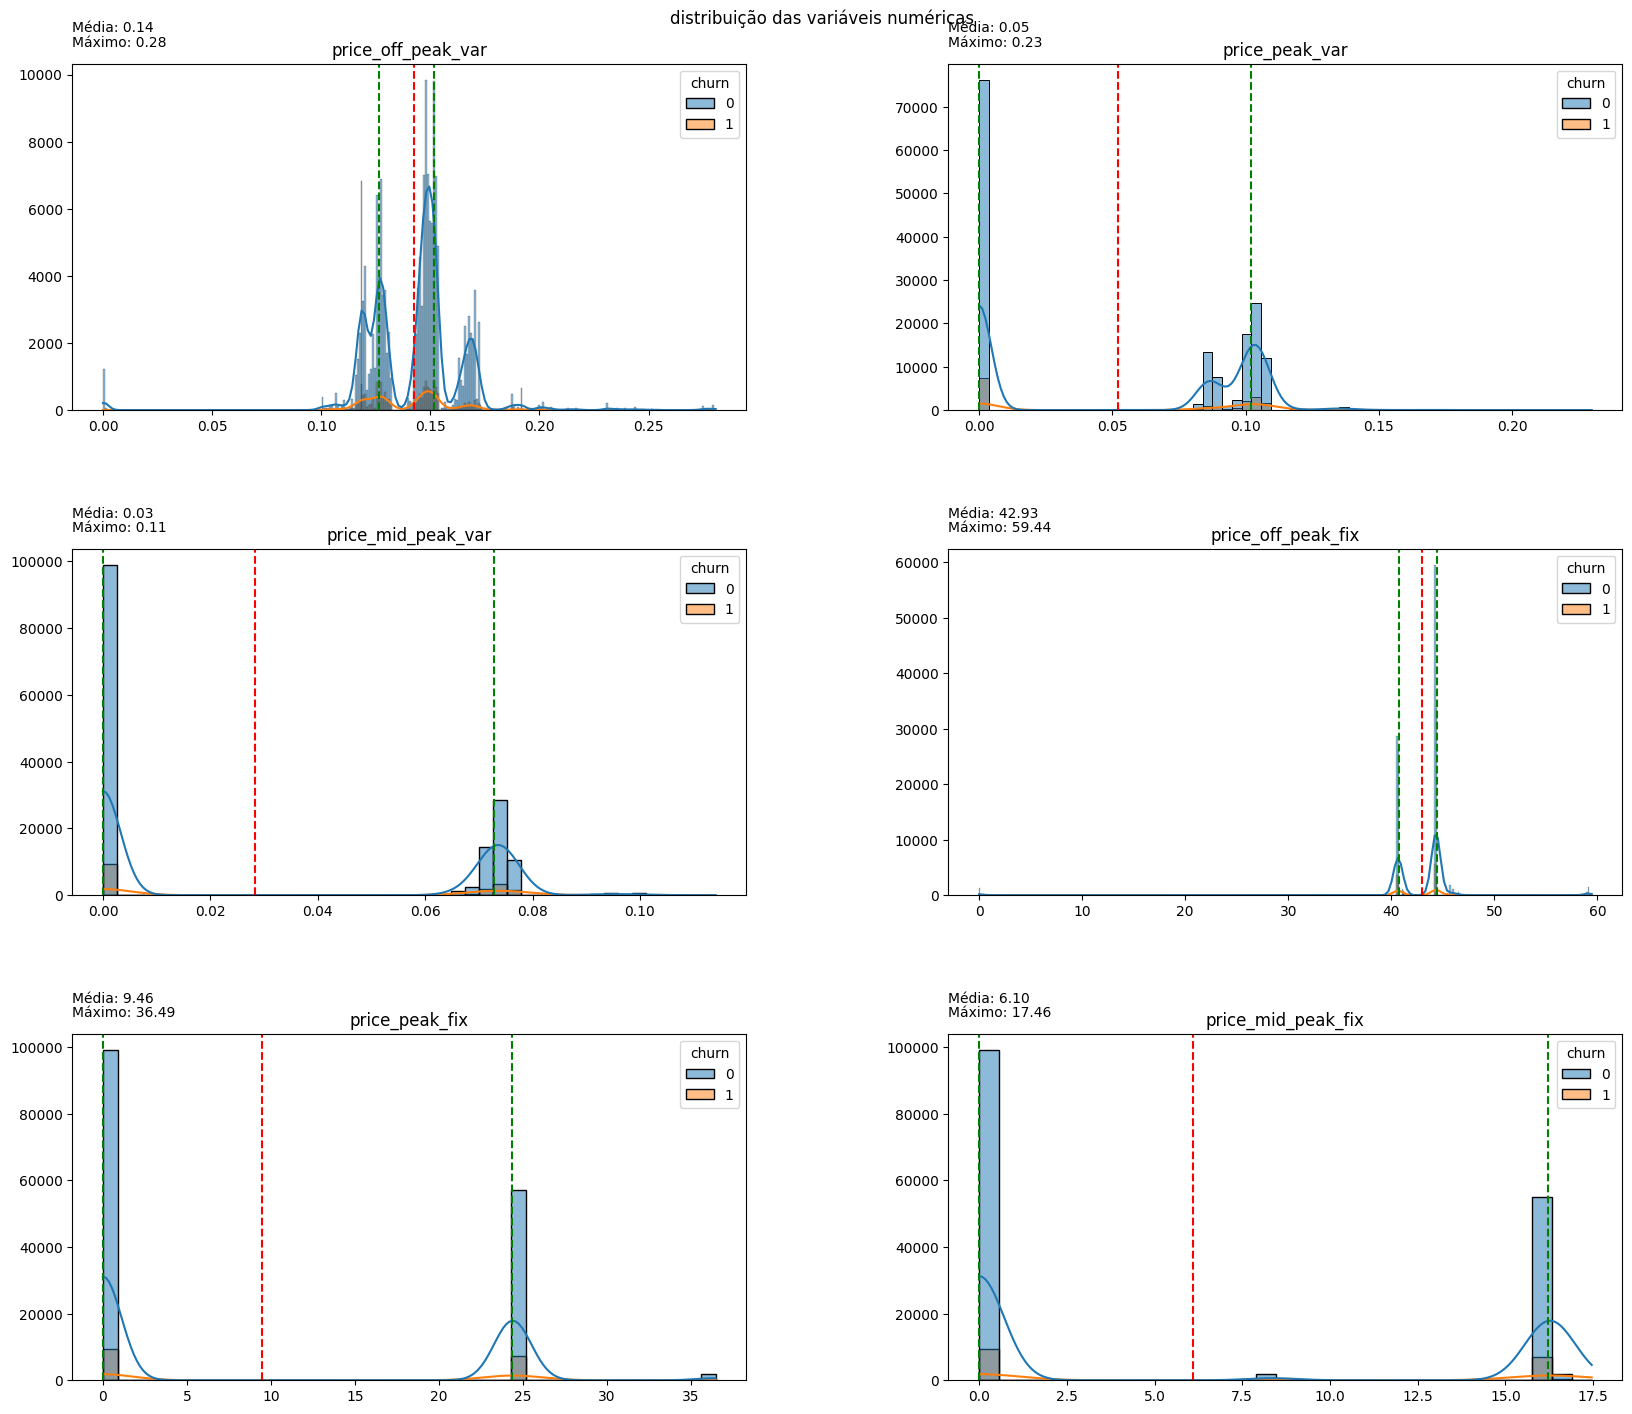 distribuição das variáveis numéricas
Média: 0.14
Máximo: 0.28
price_off_peak_var
churn
0
1
10000
8000
6000
4000
2000
0
0.00 0.05 0.10 0.15 0.20 0.25
Média: 0.05
Máximo: 0.23
price_peak_var
churn
0
1
70000
60000
50000
40000
30000
20000
10000
0
0.00 0.05 0.10 0.15 0.20
Média: 0.03
Máximo: 0.11
price_mid_peak_var
churn
0
1
100000
80000
60000
40000
20000
0
0.00 0.02 0.04 0.06 0.08 0.10
Média: 42.93
Máximo: 59.44
price_off_peak_fix
churn
0
1
60000
50000
40000
30000
20000
10000
0
0 10 20 30 40 50 60
Média: 9.46
Máximo: 36.49
price_peak_fix
churn
0
1
100000
80000
60000
40000
20000
0
0 5 10 15 20 25 30 35
Média: 6.10
Máximo: 17.46
price_mid_peak_fix
churn
0
1
100000
80000
60000
40000
20000
0
0.0 2.5 5.0 7.5 10.0 12.5 15.0 17.5